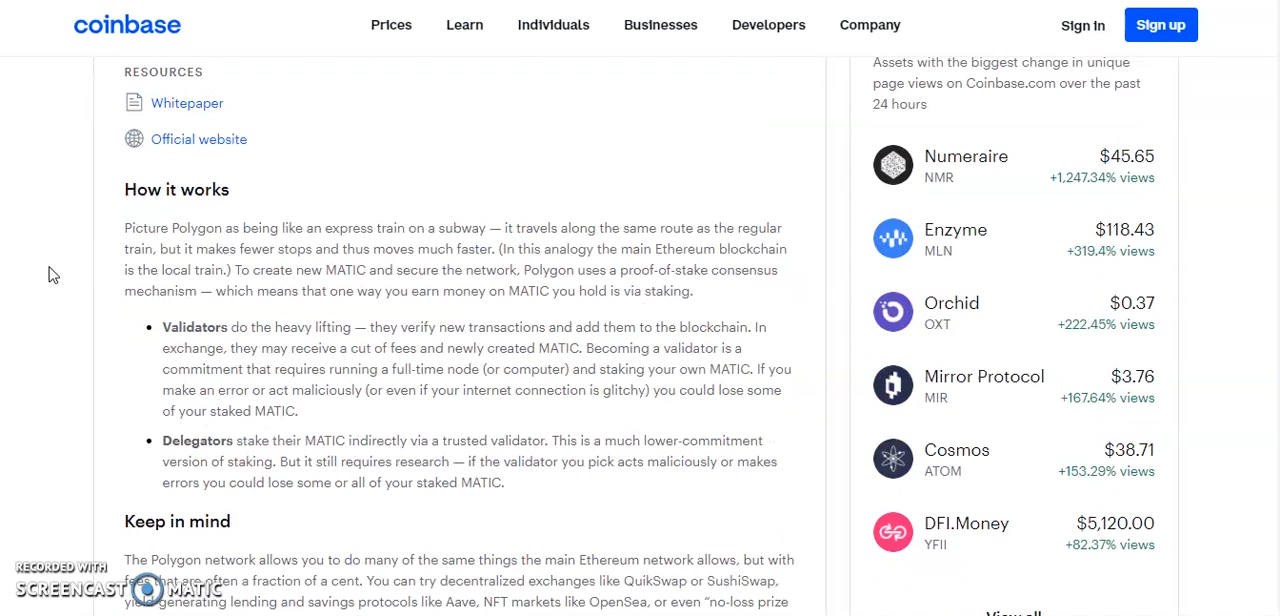 coinbase
Prices Learn Individuals Businesses Developers Company Sign in Sign up
RESOURCES
Whitepaper
Official website
How it works
Picture Polygon as being like an express train on a subway — it travels along the same route as the regular
train, but it makes fewer stops and thus moves much faster. (In this analogy the main Ethereum blockchain
is the local train.) To create new MATIC and secure the network, Polygon uses a proof-of-stake consensus
mechanism — which means that one way you earn money on MATIC you hold is via staking.
• Validators do the heavy lifting — they verify new transactions and add them to the blockchain. In
exchange, they may receive a cut of fees and newly created MATIC. Becoming a validator is a
commitment that requires running a full-time node (or computer) and staking your own MATIC. If you
make an error or act maliciously (or even if your internet connection is glitchy) you could lose some
of your staked MATIC.
• Delegators stake their MATIC indirectly via a trusted validator. This is a much lower-commitment
version of staking. But it still requires research — if the validator you pick acts maliciously or makes
errors you could lose some or all of your staked MATIC.
Keep in mind
The Polygon network allows you to do many of the same things the main Ethereum network allows, but with
fees that are often a fraction of a cent. You can try decentralized exchanges like QuikSwap or SushiSwap,
yield-generating lending and savings protocols like Aave, NFT markets like OpenSea, or even “no-loss prize
Assets with the biggest change in unique
page views on Coinbase.com over the past
24 hours
Numeraire $45.65
NMR +1,247.34% views
Enzyme $118.43
MLN +319.4% views
Orchid $0.37
OXT +222.45% views
Mirror Protocol $3.76
MIR +167.64% views
Cosmos $38.71
ATOM +153.29% views
DFI.Money $5,120.00
YFII +82.37% views
View all
RECORDED WITH
SCREENCAST MATIC